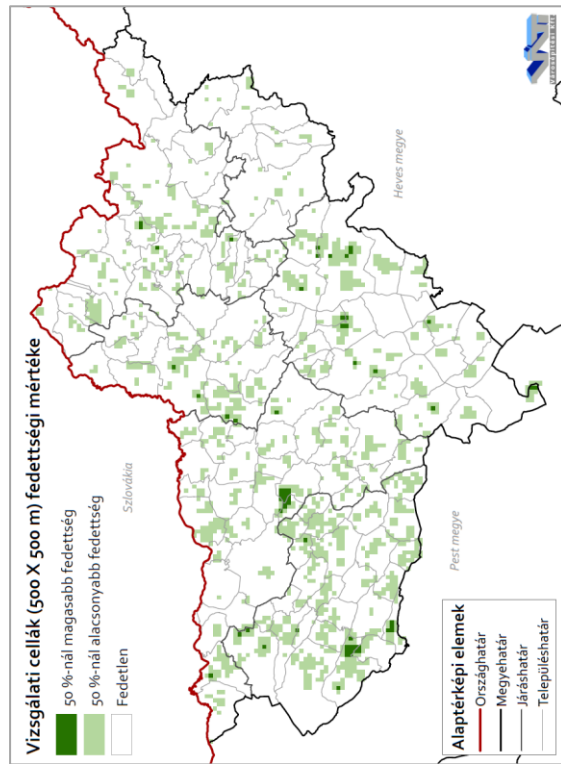 Vizsgálati cellák (500 X 500 m) fedettségi mértéke
50 %-nál magasabb fedettség
50 %-nál alacsonyabb fedettség
Fedetlen
Szlovákia
Heves megye
Pest megye
Alaptérképi elemek
Országhatár
Megyehatár
Járáshatár
Településhatár